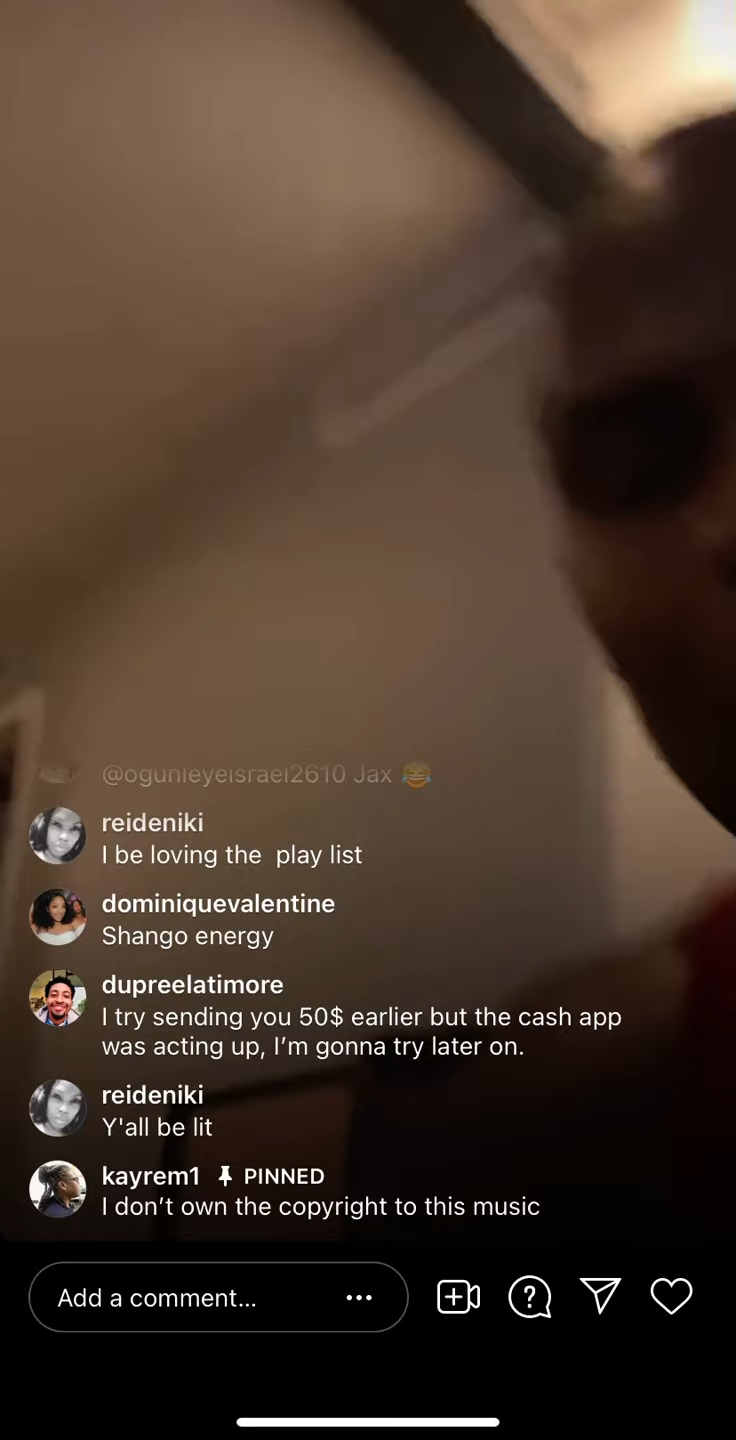 @ogunleyeisrael2610 Jax 😂
reideniki
I be loving the play list
dominiquevalentine
Shango energy
dupreelatimore
I try sending you 50$ earlier but the cash app
was acting up, I’m gonna try later on.
reideniki
Y'all be lit
kayrem1 PINNED
I don’t own the copyright to this music
Add a comment...